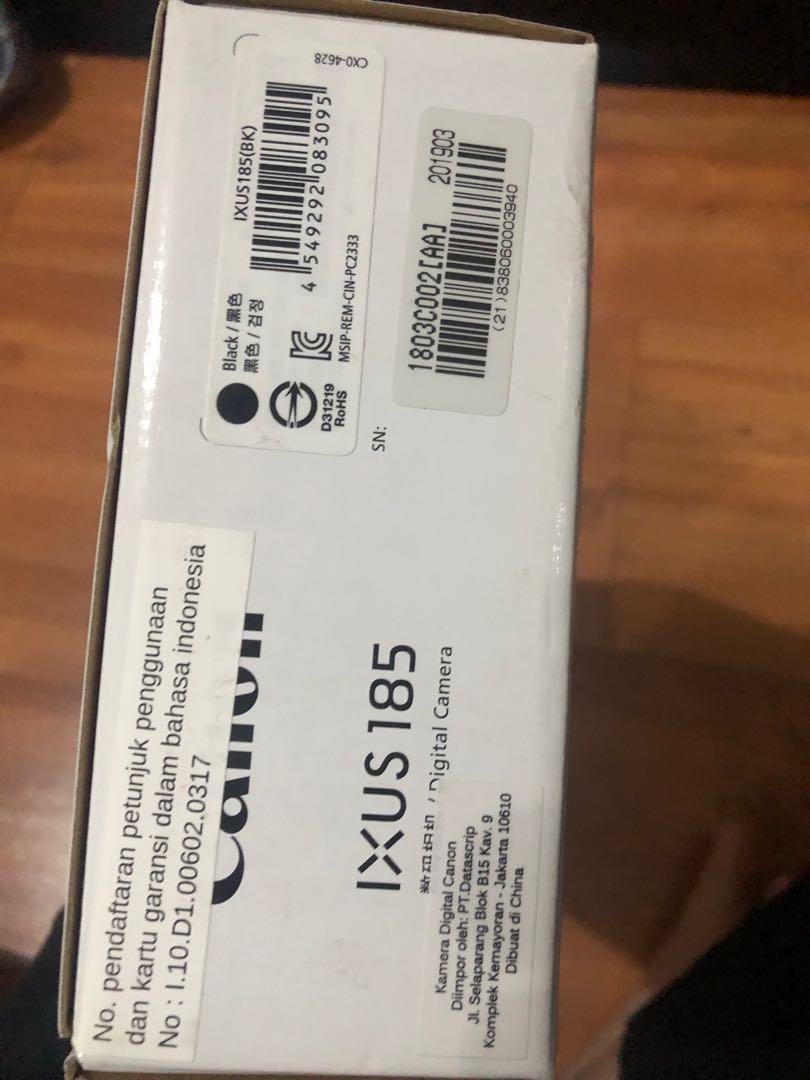 No. pendaftaran petunjuk penggunaan
dan kartu garansi dalam bahasa indonesia
No : I.10.D1.00602.0317
Canon
IXUS 185
/ Digital Camera
Kamera Digital Canon
Diimpor oleh: PT.Datascrip
Jl. Selaparang Blok B15 Kav. 9
Komplek Kemayoran - Jakarta 10610
Dibuat di China
Black / 黑色
黑色 / 검정
IXUS185(BK)
4 549292 083095
D31219
RoHS
MSIP-REM-CIN-PC2333
CX0-4628
SN:
1803C002[AA] 201903
(21)838060003940